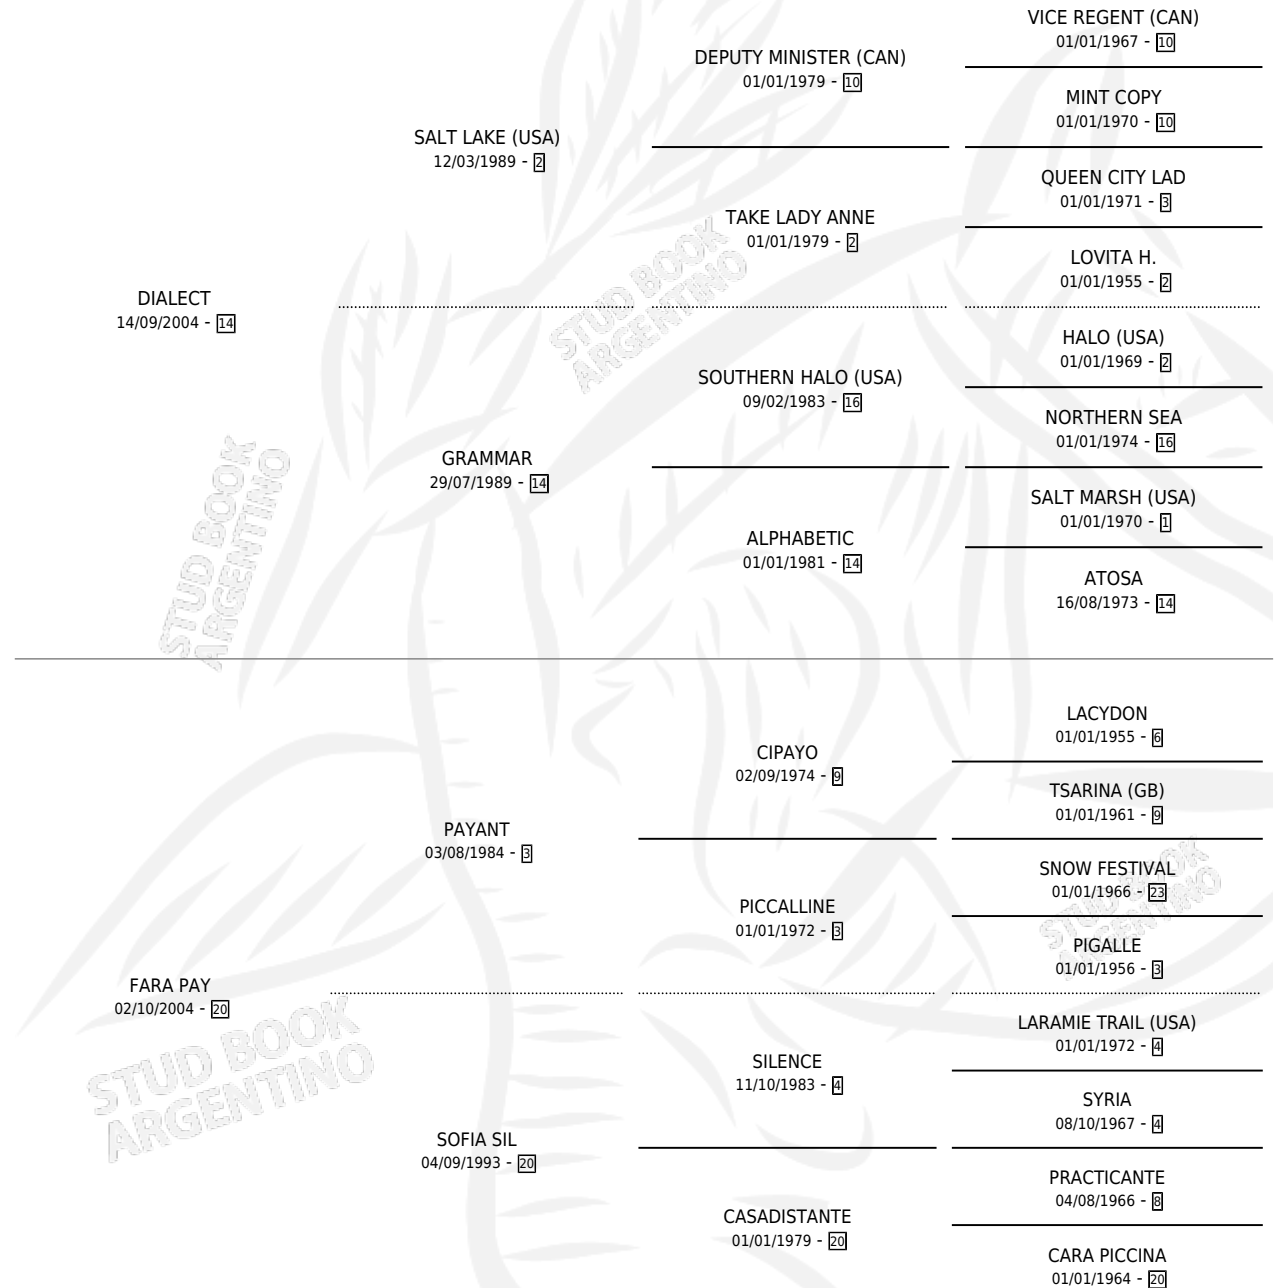 VICE REGENT (CAN)
01/01/1967 - 10
DEPUTY MINISTER (CAN)
01/01/1979 - 10
MINT COPY
01/01/1970 - 10
SALT LAKE (USA)
12/03/1989 - 2
QUEEN CITY LAD
01/01/1971 - 3
TAKE LADY ANNE
01/01/1979 - 2
LOVITA H.
01/01/1955 - 2
DIALECT
14/09/2004 - 14
HALO (USA)
01/01/1969 - 2
SOUTHERN HALO (USA)
09/02/1983 - 16
NORTHERN SEA
01/01/1974 - 16
GRAMMAR
29/07/1989 - 14
SALT MARSH (USA)
01/01/1970 - 1
ALPHABETIC
01/01/1981 - 14
ATOSA
16/08/1973 - 14
LACYDON
01/01/1955 - 6
CIPAYO
02/09/1974 - 9
TSARINA (GB)
01/01/1961 - 9
PAYANT
03/08/1984 - 3
SNOW FESTIVAL
01/01/1966 - 23
PICCALLINE
01/01/1972 - 3
PIGALLE
01/01/1956 - 3
FARA PAY
02/10/2004 - 20
LARAMIE TRAIL (USA)
01/01/1972 - 4
SILENCE
11/10/1983 - 4
SYRIA
08/10/1967 - 4
SOFIA SIL
04/09/1993 - 20
PRACTICANTE
04/08/1966 - 8
CASADISTANTE
01/01/1979 - 20
CARA PICCINA
01/01/1964 - 20
STUD BOOK
ARGENTINO
STUD BOOK
ARGENTINO
STUD BOOK
ARGENTINO
STUD BOOK
ARGENTINO